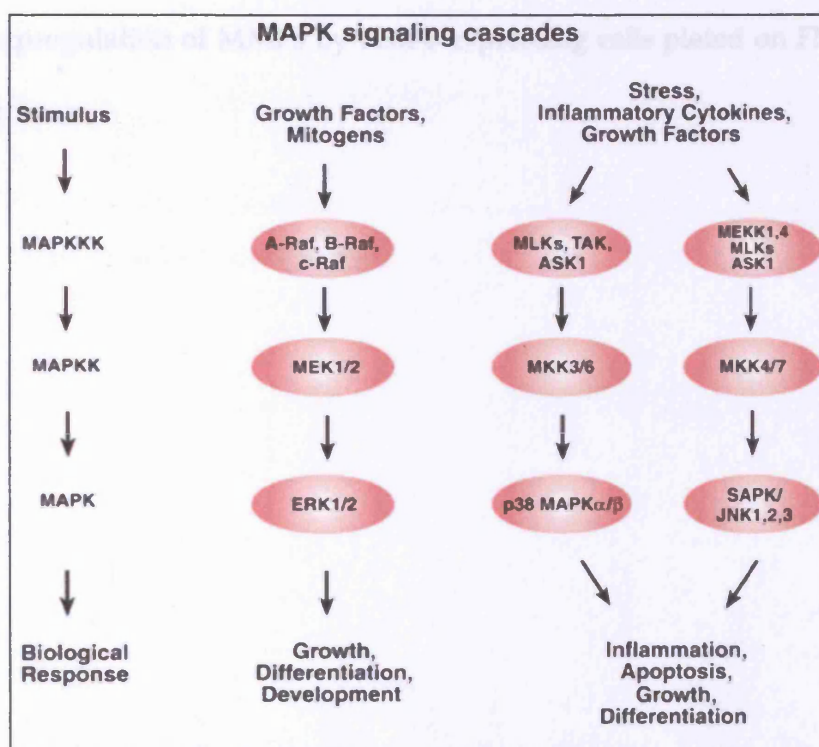 MAPK signaling cascades
Stimulus
Growth Factors,
Mitogens
Stress,
Inflammatory Cytokines,
Growth Factors
MAPKKK
A-Raf, B-Raf,
c-Raf
MLKs, TAK,
ASK1
MEKK1,4
MLKs
ASK1
MAPKK
MEK1/2
MKK3/6
MKK4/7
MAPK
ERK1/2
p38 MAPKα/β
SAPK/
JNK1,2,3
Biological
Response
Growth,
Differentiation,
Development
Inflammation,
Apoptosis,
Growth,
Differentiation